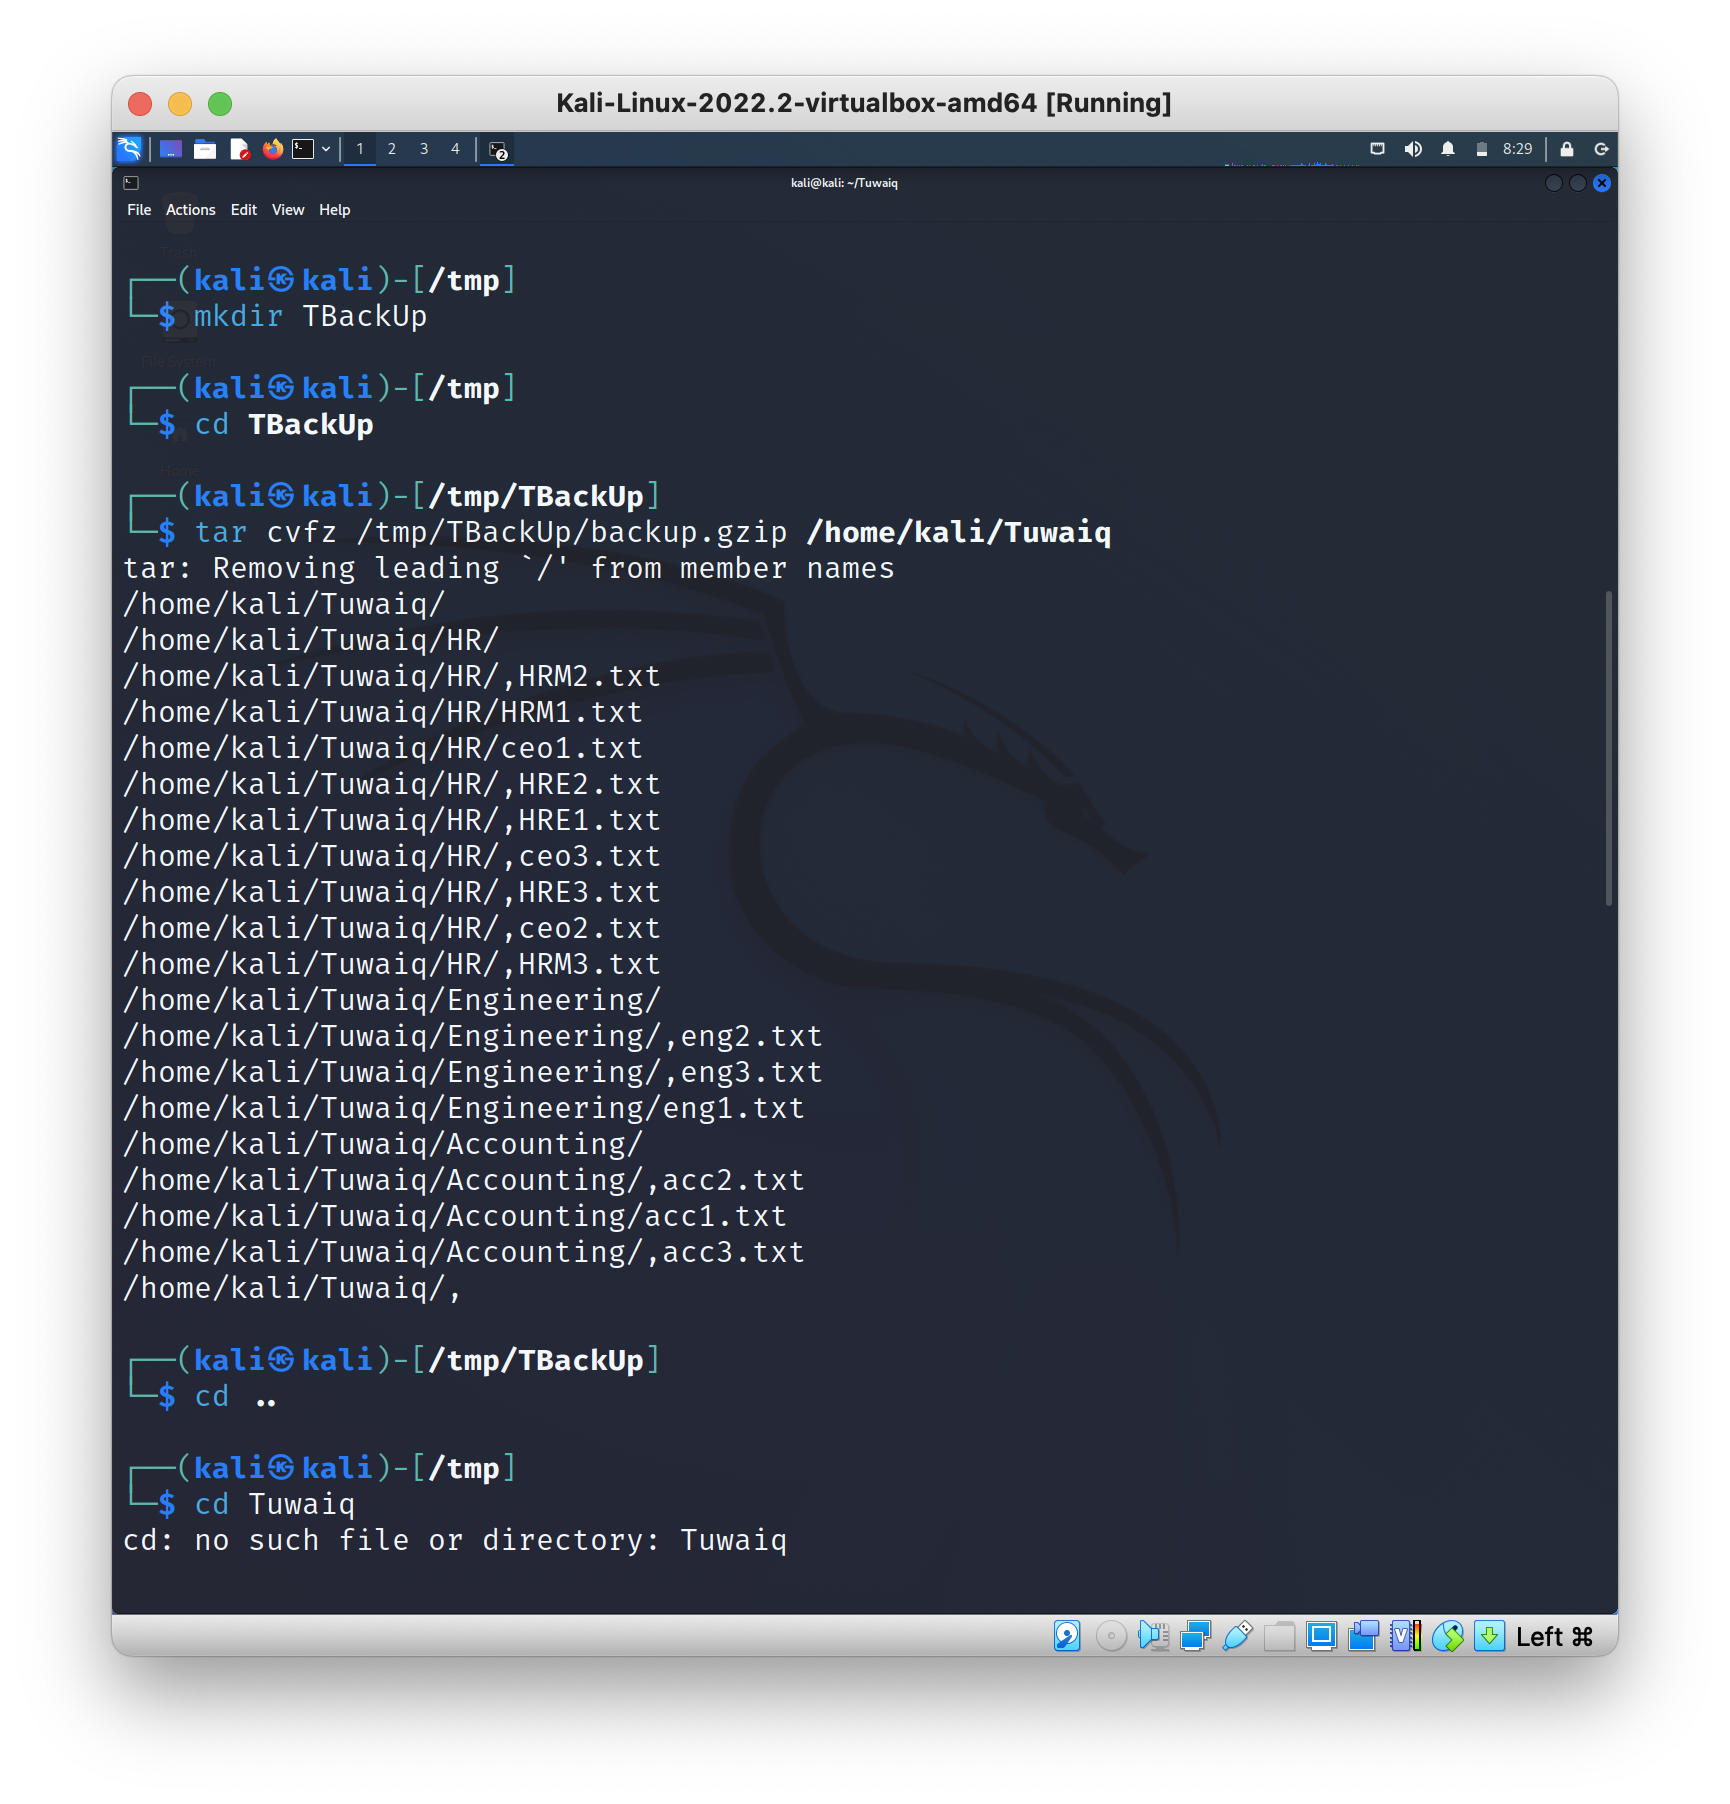 Kali-Linux-2022.2-virtualbox-amd64 [Running]
1 2 3 4 2 8:29
kali@kali: ~/Tuwaiq
File Actions Edit View Help
Trash
┌──(kali㉿kali)-[/tmp]
└─$ mkdir TBackUp
File System
┌──(kali㉿kali)-[/tmp]
└─$ cd TBackUp
Home
┌──(kali㉿kali)-[/tmp/TBackUp]
└─$ tar cvfz /tmp/TBackUp/backup.gzip /home/kali/Tuwaiq
tar: Removing leading `/' from member names
/home/kali/Tuwaiq/
/home/kali/Tuwaiq/HR/
/home/kali/Tuwaiq/HR/,HRM2.txt
/home/kali/Tuwaiq/HR/HRM1.txt
/home/kali/Tuwaiq/HR/ceo1.txt
/home/kali/Tuwaiq/HR/,HRE2.txt
/home/kali/Tuwaiq/HR/,HRE1.txt
/home/kali/Tuwaiq/HR/,ceo3.txt
/home/kali/Tuwaiq/HR/,HRE3.txt
/home/kali/Tuwaiq/HR/,ceo2.txt
/home/kali/Tuwaiq/HR/,HRM3.txt
/home/kali/Tuwaiq/Engineering/
/home/kali/Tuwaiq/Engineering/,eng2.txt
/home/kali/Tuwaiq/Engineering/,eng3.txt
/home/kali/Tuwaiq/Engineering/eng1.txt
/home/kali/Tuwaiq/Accounting/
/home/kali/Tuwaiq/Accounting/,acc2.txt
/home/kali/Tuwaiq/Accounting/acc1.txt
/home/kali/Tuwaiq/Accounting/,acc3.txt
/home/kali/Tuwaiq/,
┌──(kali㉿kali)-[/tmp/TBackUp]
└─$ cd ..
┌──(kali㉿kali)-[/tmp]
└─$ cd Tuwaiq
cd: no such file or directory: Tuwaiq
Left ⌘